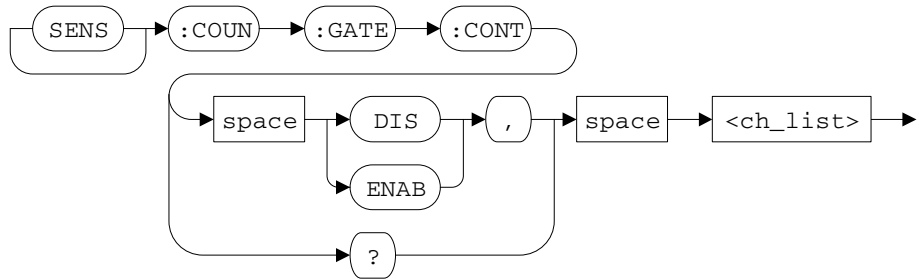 SENS :COUN :GATE :CONT
space DIS , space <ch_list>
ENAB
?